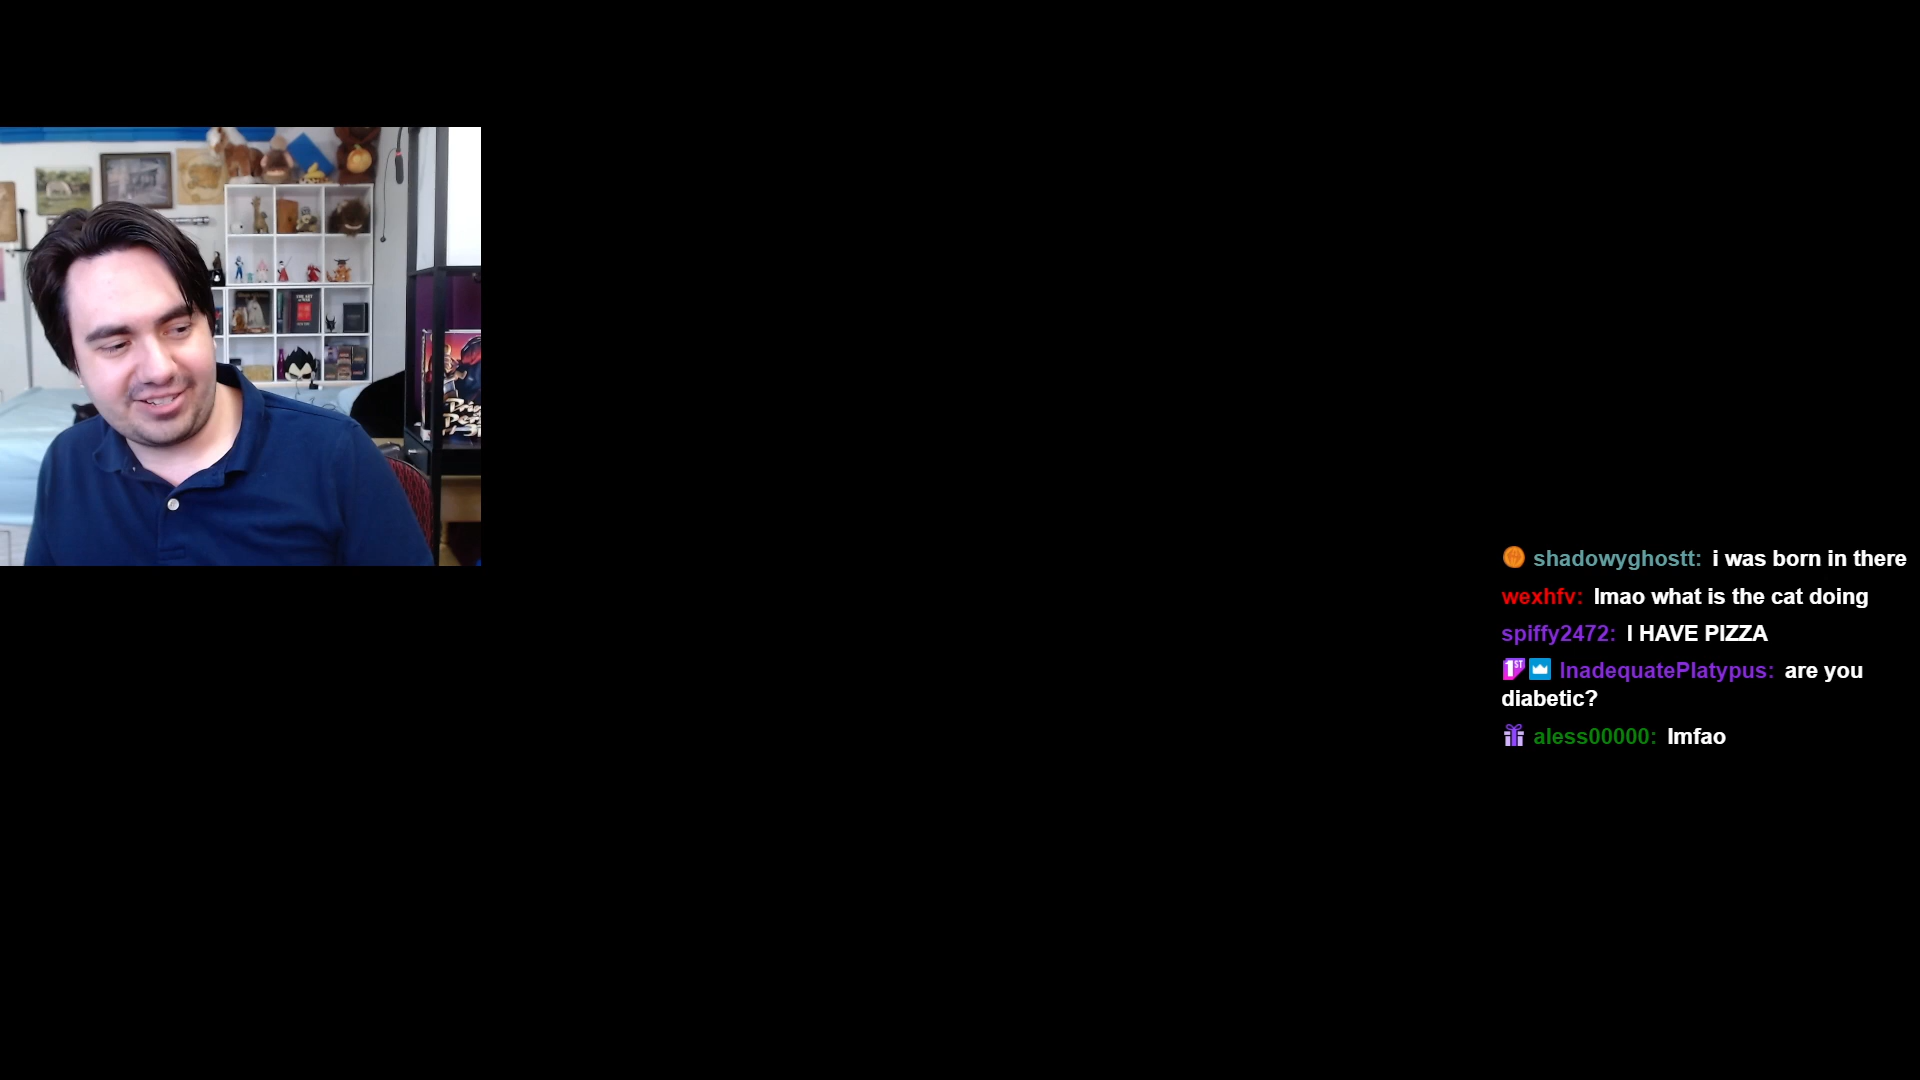 shadowyghostt: i was born in there
wexhfv: lmao what is the cat doing
spiffy2472: I HAVE PIZZA
1ST InadequatePlatypus: are you
diabetic?
aless00000: lmfao